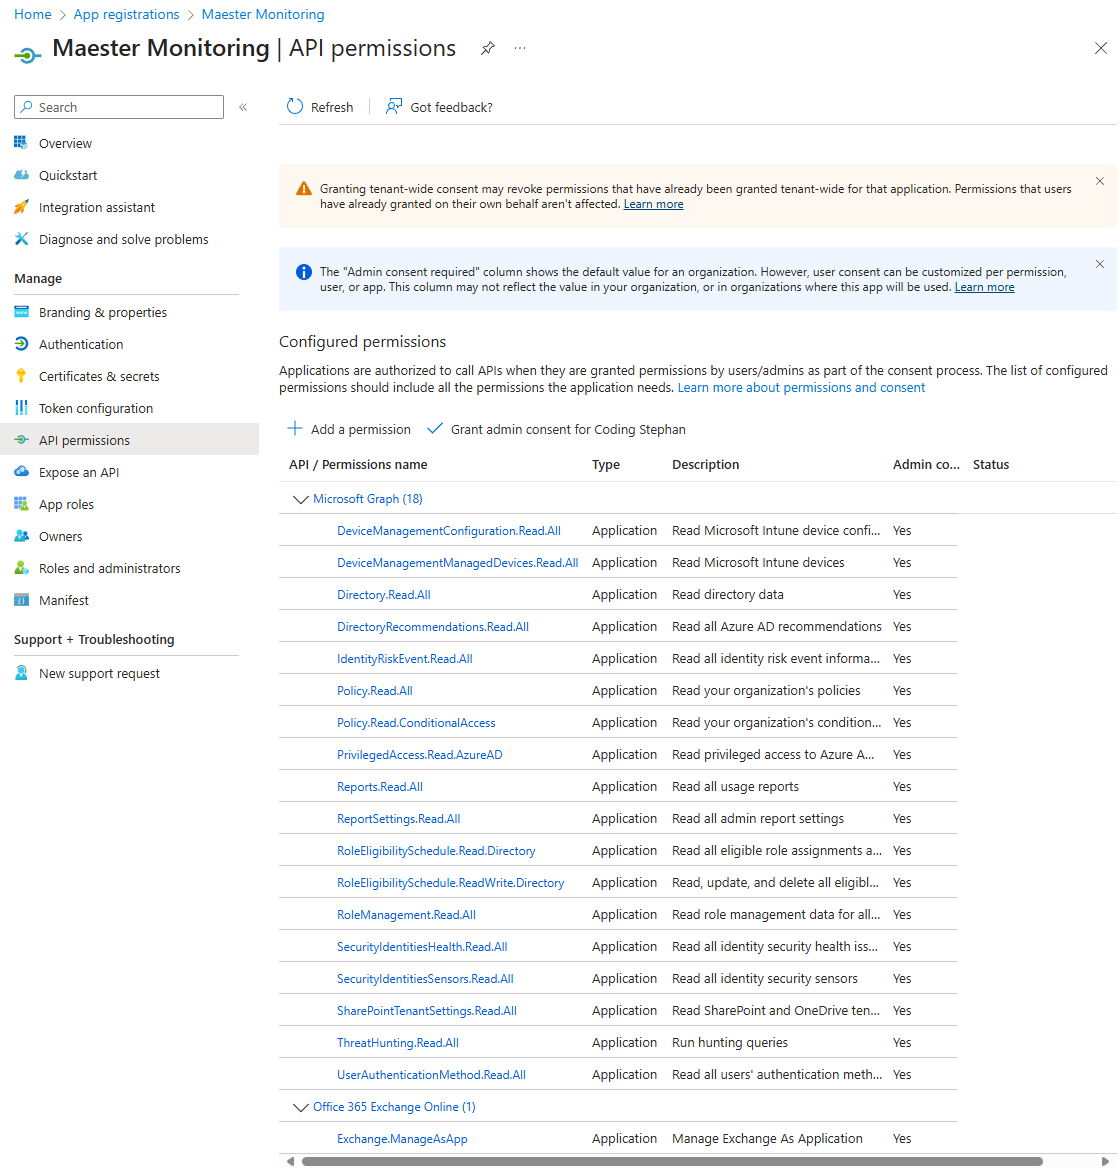 Home > App registrations > Maester Monitoring
Maester Monitoring | API permissions
Search
Overview
Quickstart
Integration assistant
Diagnose and solve problems
Manage
Branding & properties
Authentication
Certificates & secrets
Token configuration
API permissions
Expose an API
App roles
Owners
Roles and administrators
Manifest
Support + Troubleshooting
New support request
Refresh | Got feedback?
Granting tenant-wide consent may revoke permissions that have already been granted tenant-wide for that application. Permissions that users
have already granted on their own behalf aren't affected. Learn more
The "Admin consent required" column shows the default value for an organization. However, user consent can be customized per permission,
user, or app. This column may not reflect the value in your organization, or in organizations where this app will be used. Learn more
Configured permissions
Applications are authorized to call APIs when they are granted permissions by users/admins as part of the consent process. The list of configured
permissions should include all the permissions the application needs. Learn more about permissions and consent
Add a permission Grant admin consent for Coding Stephan
API / Permissions name Type Description Admin co... Status
Microsoft Graph (18)
DeviceManagementConfiguration.Read.All Application Read Microsoft Intune device confi... Yes
DeviceManagementManagedDevices.Read.All Application Read Microsoft Intune devices Yes
Directory.Read.All Application Read directory data Yes
DirectoryRecommendations.Read.All Application Read all Azure AD recommendations Yes
IdentityRiskEvent.Read.All Application Read all identity risk event informa... Yes
Policy.Read.All Application Read your organization's policies Yes
Policy.Read.ConditionalAccess Application Read your organization's condition... Yes
PrivilegedAccess.Read.AzureAD Application Read privileged access to Azure A... Yes
Reports.Read.All Application Read all usage reports Yes
ReportSettings.Read.All Application Read all admin report settings Yes
RoleEligibilitySchedule.Read.Directory Application Read all eligible role assignments a... Yes
RoleEligibilitySchedule.ReadWrite.Directory Application Read, update, and delete all eligibl... Yes
RoleManagement.Read.All Application Read role management data for all... Yes
SecurityIdentitiesHealth.Read.All Application Read all identity security health iss... Yes
SecurityIdentitiesSensors.Read.All Application Read all identity security sensors Yes
SharePointTenantSettings.Read.All Application Read SharePoint and OneDrive ten... Yes
ThreatHunting.Read.All Application Run hunting queries Yes
UserAuthenticationMethod.Read.All Application Read all users' authentication meth... Yes
Office 365 Exchange Online (1)
Exchange.ManageAsApp Application Manage Exchange As Application Yes